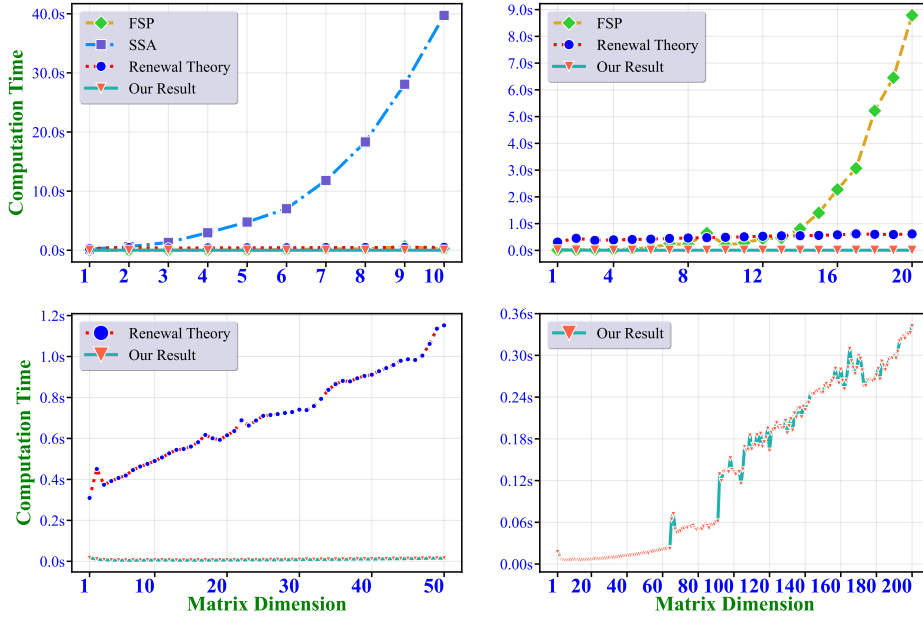 40.0s
30.0s
20.0s
10.0s
0.0s
Computation Time
FSP
SSA
Renewal Theory
Our Result
1 2 3 4 5 6 7 8 9 10
9.0s
8.0s
7.0s
6.0s
5.0s
4.0s
3.0s
2.0s
1.0s
0.0s
FSP
Renewal Theory
Our Result
1 4 8 12 16 20
1.2s
1.0s
0.8s
0.6s
0.4s
0.2s
0.0s
Computation Time
Renewal Theory
Our Result
1 10 20 30 40 50
Matrix Dimension
0.36s
0.30s
0.24s
0.18s
0.12s
0.06s
0.00s
Our Result
1 20 40 60 80 100 120 140 160 180 200
Matrix Dimension